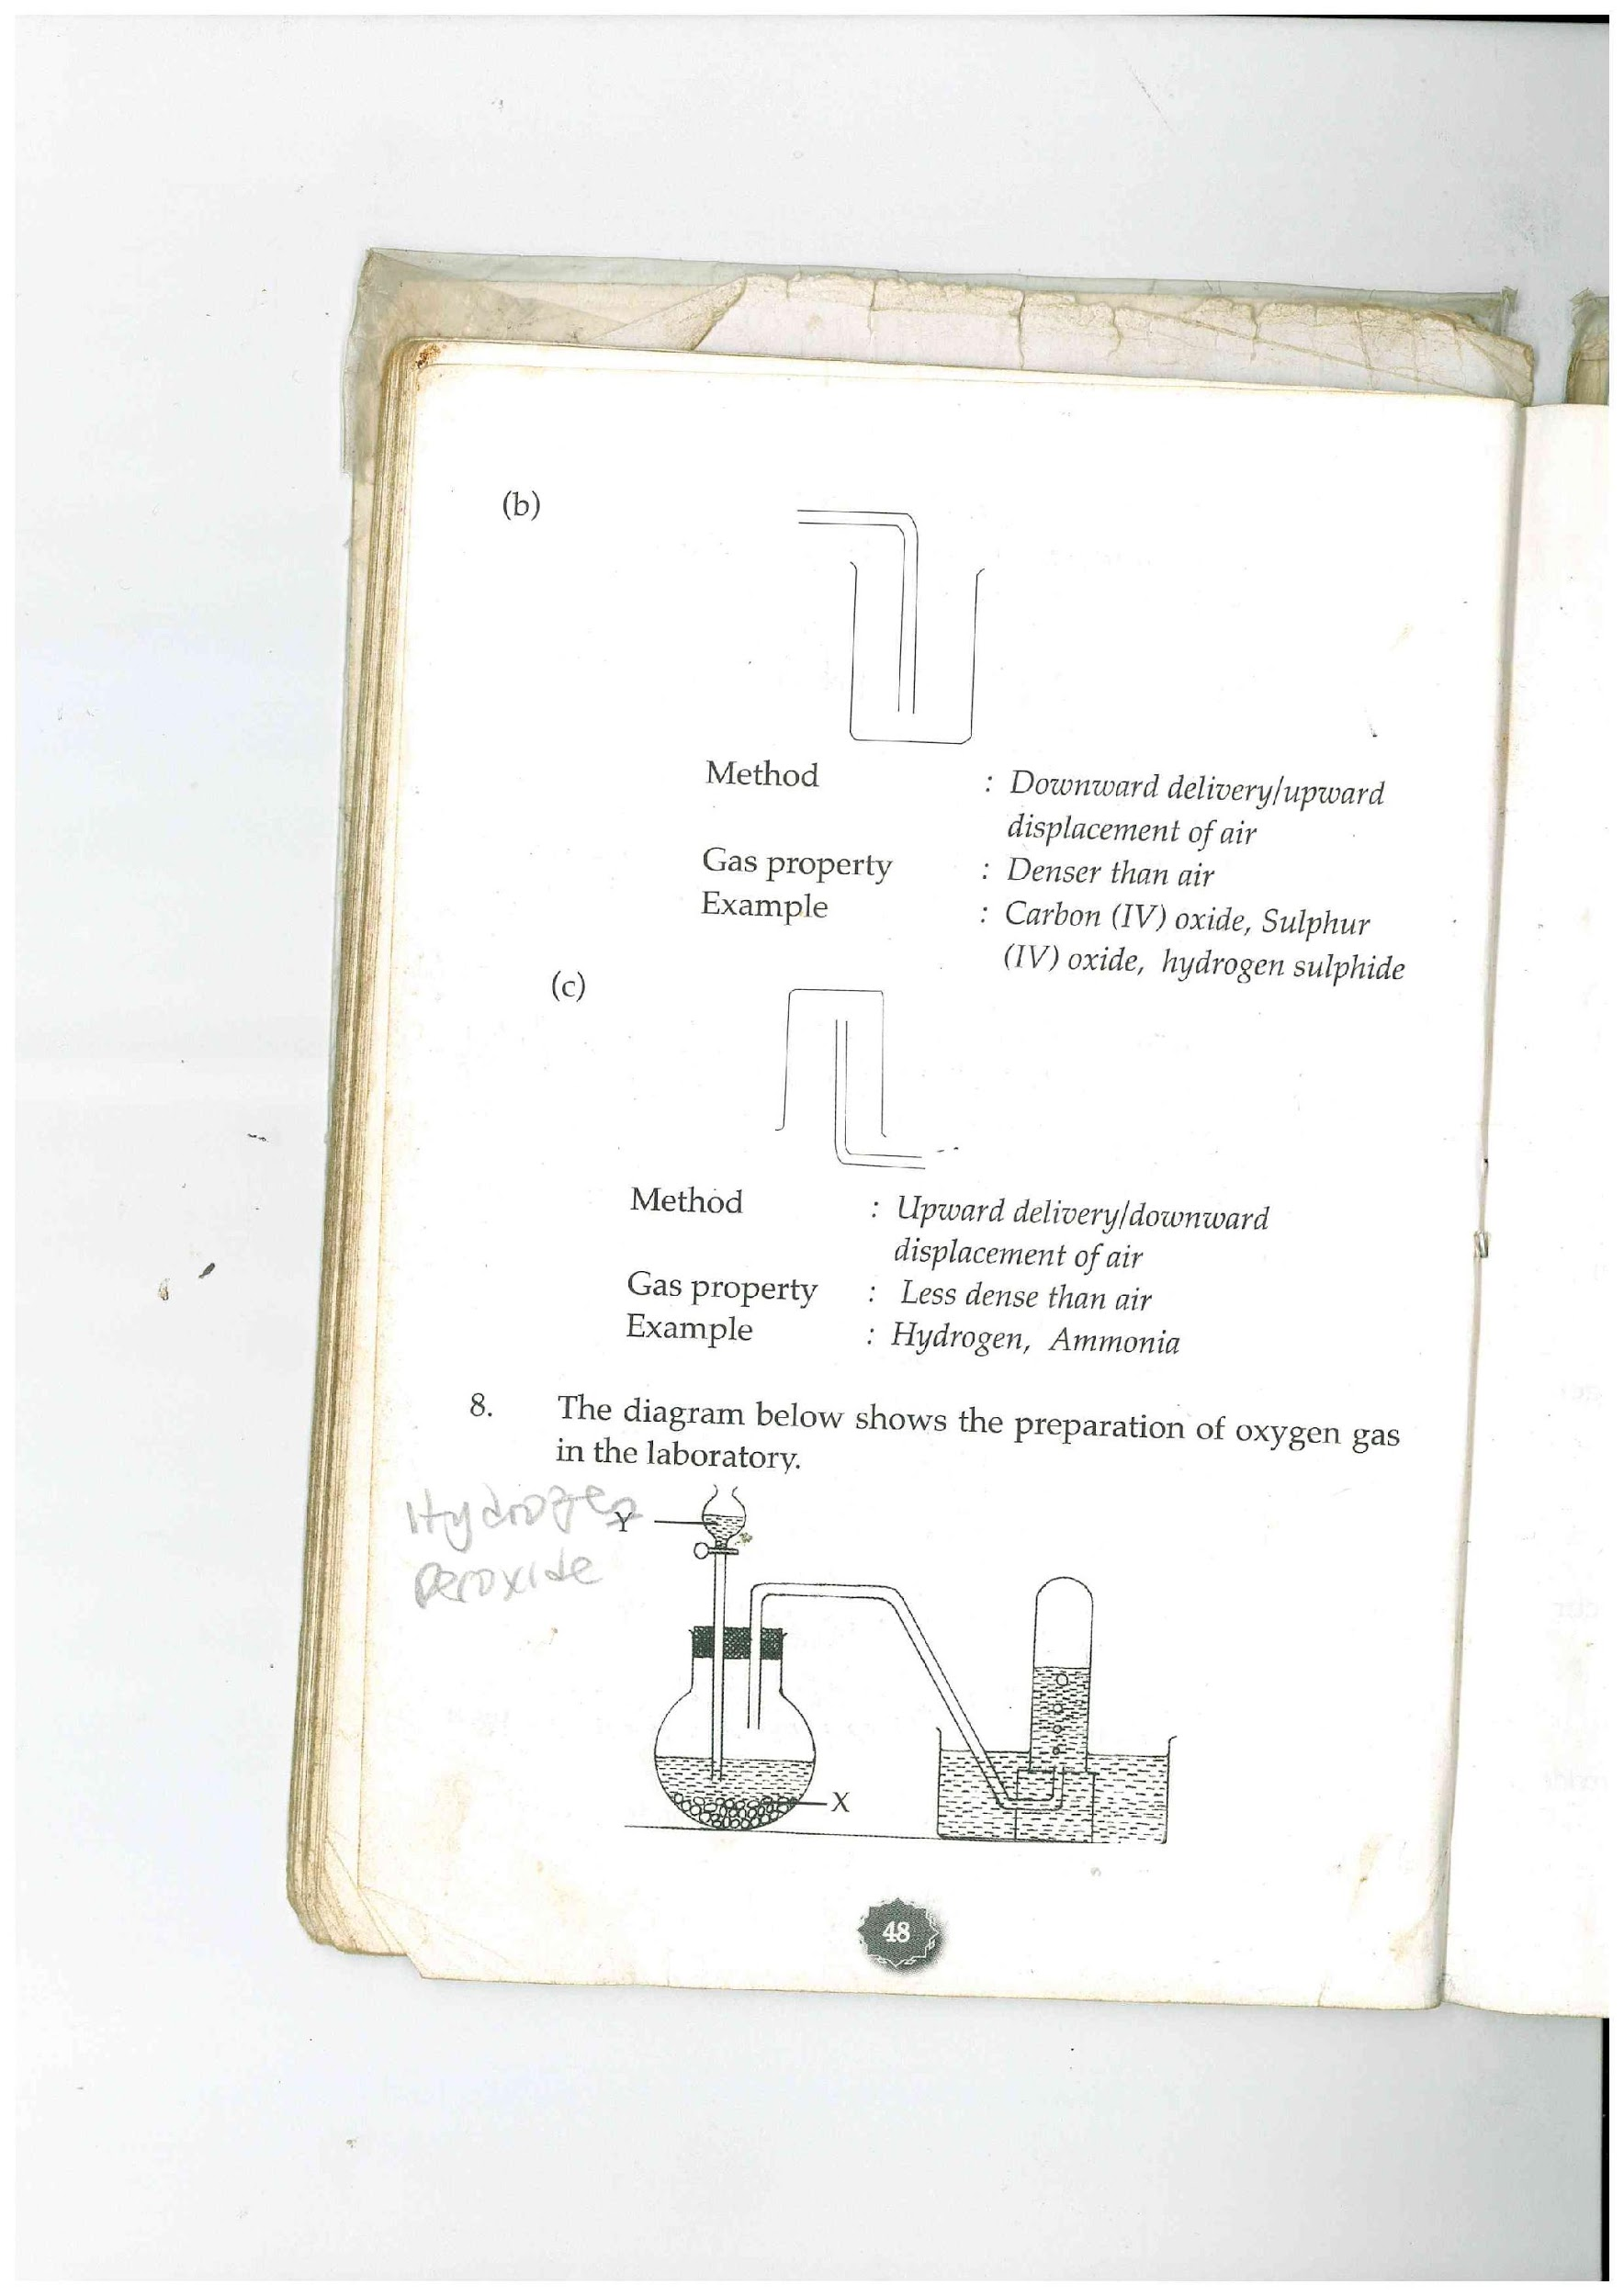 (b)
Method : Downward delivery/upward
displacement of air
Gas property : Denser than air
Example : Carbon (IV) oxide, Sulphur
(IV) oxide, hydrogen sulphide
(c)
Method : Upward delivery/downward
displacement of air
Gas property : Less dense than air
Example : Hydrogen, Ammonia
8. The diagram below shows the preparation of oxygen gas
in the laboratory.
Hydrogen Y
peroxide
X
48